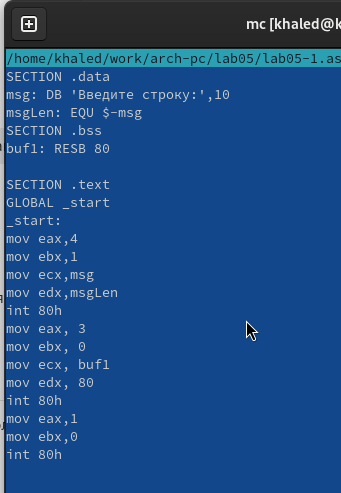 mc [khaled@k
/home/khaled/work/arch-pc/lab05/lab05-1.as
SECTION .data
msg: DB 'Введите строку:',10
msgLen: EQU $-msg
SECTION .bss
buf1: RESB 80
SECTION .text
GLOBAL _start
_start:
mov eax,4
mov ebx,1
mov ecx,msg
mov edx,msgLen
int 80h
mov eax, 3
mov ebx, 0
mov ecx, buf1
mov edx, 80
int 80h
mov eax,1
mov ebx,0
int 80h